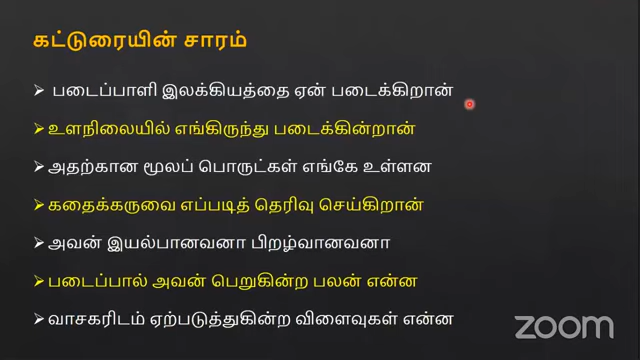 கட்டுரையின் சாரம்
படைப்பாளி இலக்கியத்தை ஏன் படைக்கிறான்
உளநிலையில் எங்கிருந்து படைக்கின்றான்
அதற்கான மூலப் பொருட்கள் எங்கே உள்ளன
கதைக்கருவை எப்படித் தெரிவு செய்கிறான்
அவன் இயல்பானவனா பிறழ்வானவனா
படைப்பால் அவன் பெறுகின்ற பலன் என்ன
வாசகரிடம் ஏற்படுத்துகின்ற விளைவுகள் என்ன
zoom